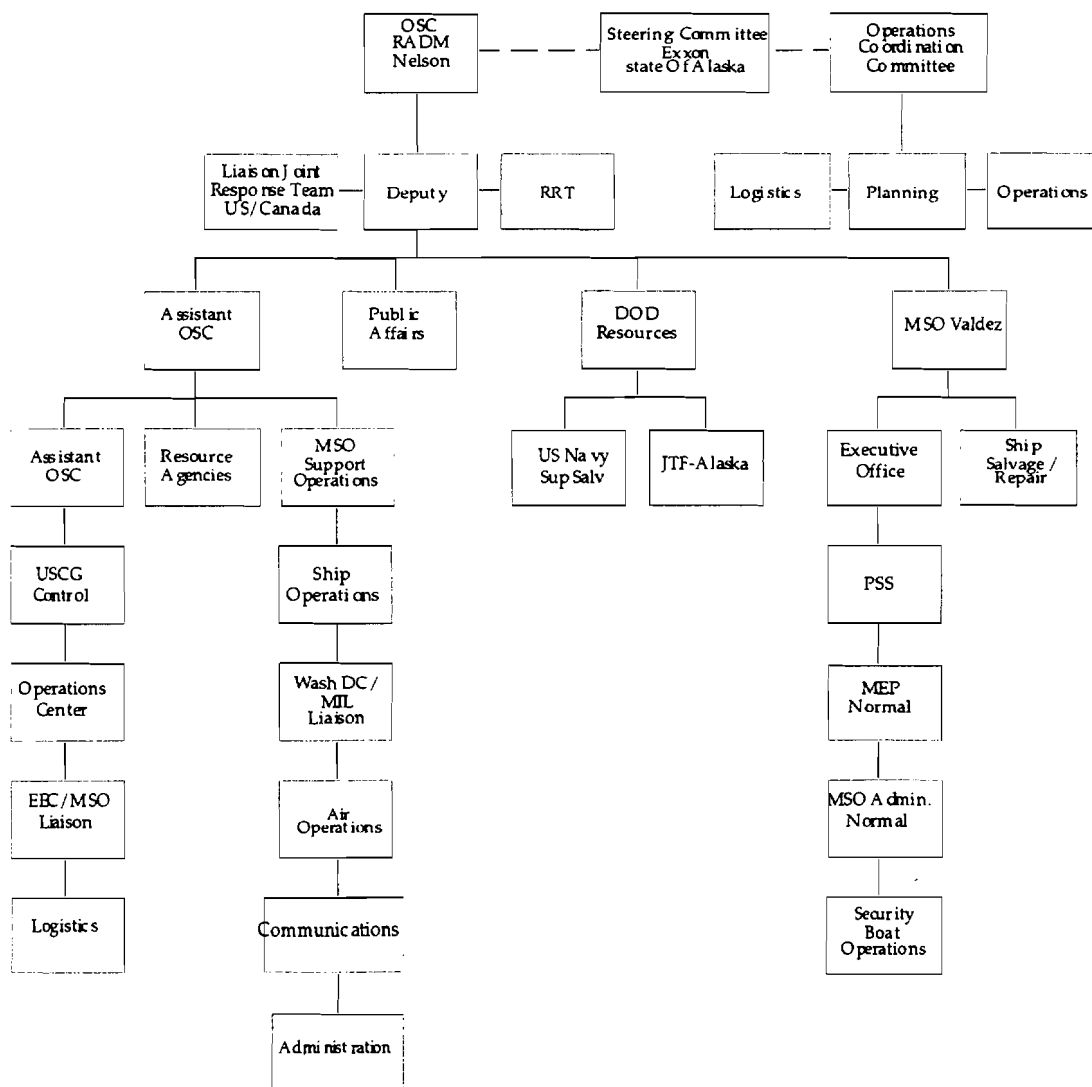 OSC
RADM
Nelson
Steering Committee
Exxon
state Of Alaska
Operations
Coordination
Committee
Liaison Joint
Response Team
US/Canada
Deputy
RRT
Logistics
Planning
Operations
Assistant
OSC
Public
Affairs
DOD
Resources
MSO Valdez
Assistant
OSC
Resource
Agencies
MSO
Support
Operations
US Navy
SupSalv
JTF-Alaska
Executive
Office
Ship
Salvage /
Repair
USCG
Control
Ship
Operations
PSS
Operations
Center
Wash DC /
MIL
Liaison
MEP
Normal
EBC/MSO
Liaison
Air
Operations
MSO Admin.
Normal
Logistics
Communications
Security
Boat
Operations
Administration